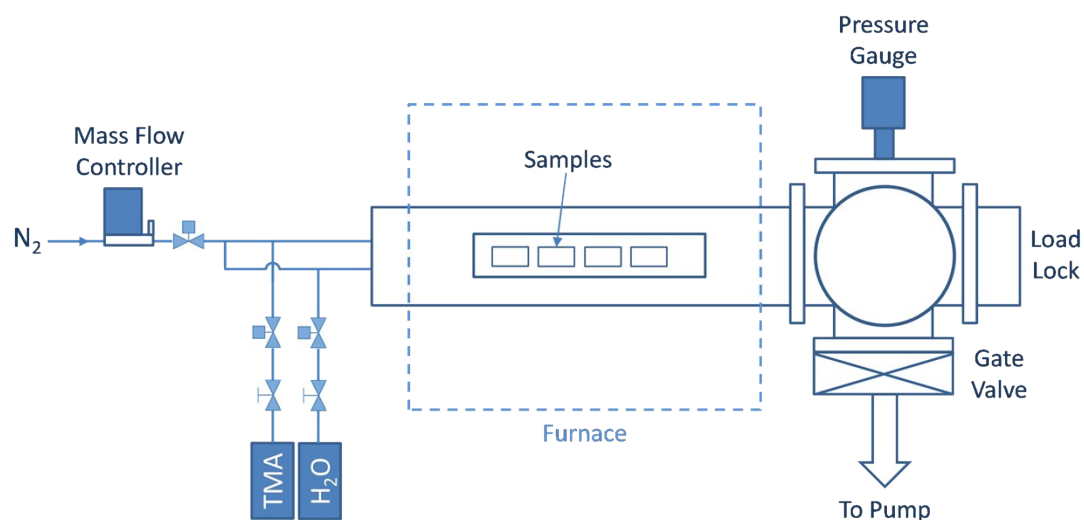 Pressure
Gauge
Mass Flow
Controller
Samples
N₂
Load
Lock
Gate
Valve
Furnace
TMA
H₂O
To Pump